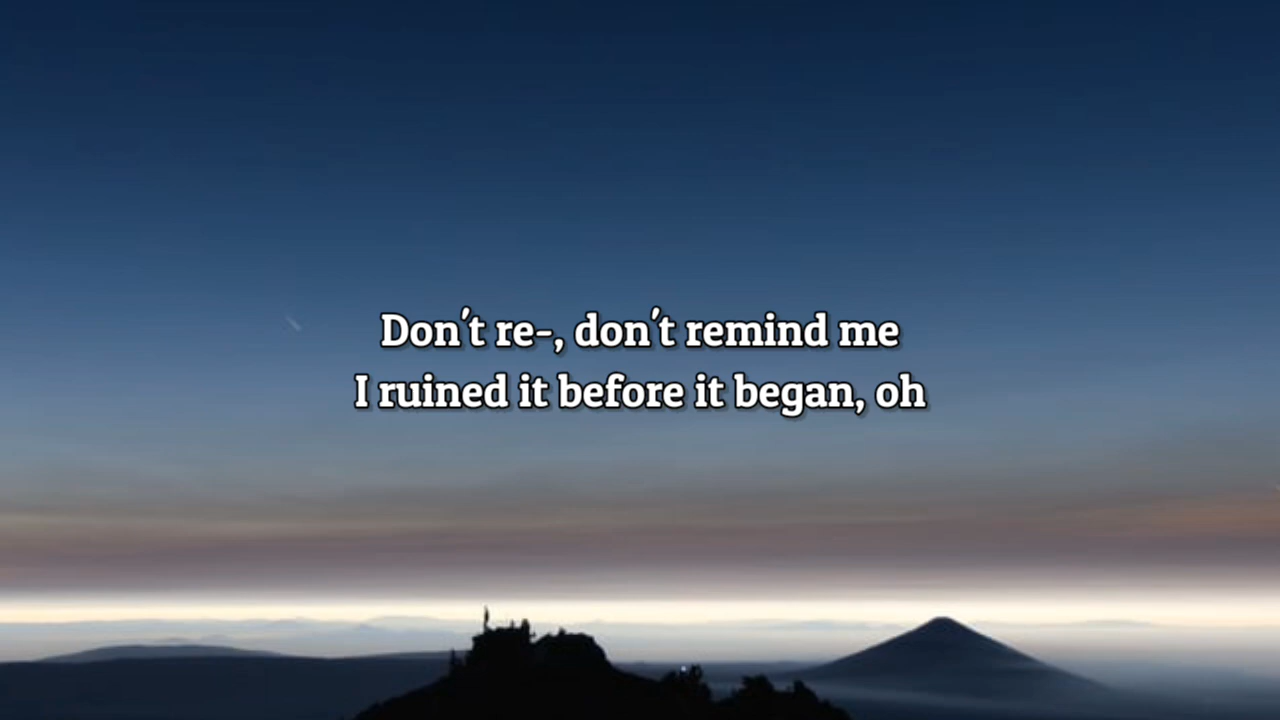 Don't re-, don't remind me
I ruined it before it began, oh